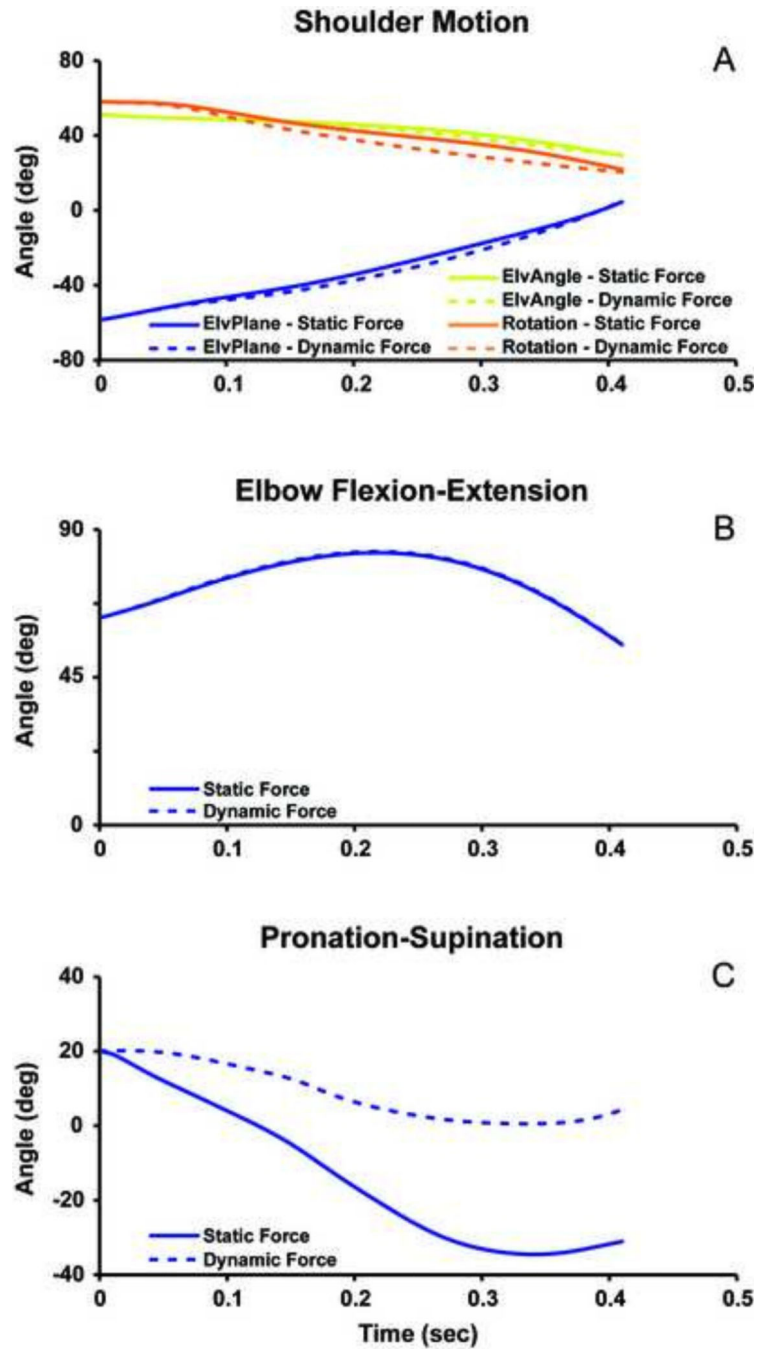 Shoulder Motion
A
80
40
0
-40
-80
Angle (deg)
ElvAngle - Static Force
ElvAngle - Dynamic Force
ElvPlane - Static Force
Rotation - Static Force
ElvPlane - Dynamic Force
Rotation - Dynamic Force
0 0.1 0.2 0.3 0.4 0.5
Elbow Flexion-Extension
B
90
45
0
Angle (deg)
Static Force
Dynamic Force
0 0.1 0.2 0.3 0.4 0.5
Pronation-Supination
C
40
20
0
-20
-40
Angle (deg)
Static Force
Dynamic Force
0 0.1 0.2 0.3 0.4 0.5
Time (sec)